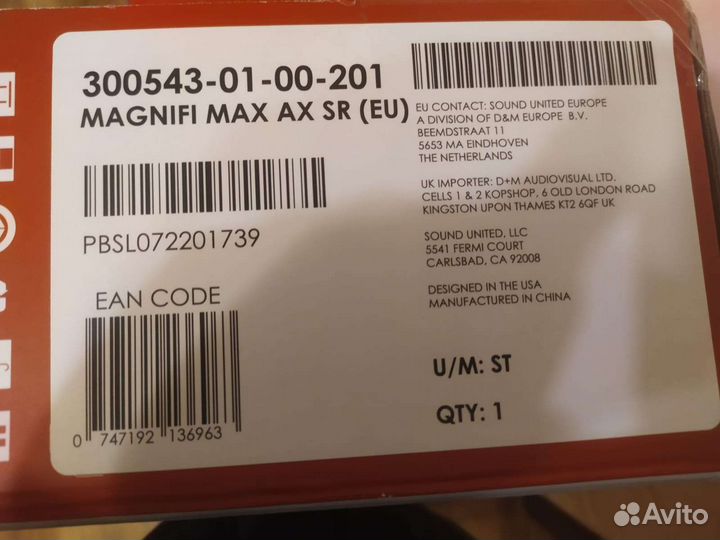 300543-01-00-201
MAGNIFI MAX AX SR (EU)
PBSL072201739
EAN CODE
0 747192 136963
EU CONTACT: SOUND UNITED EUROPE
A DIVISION OF D&M EUROPE B.V.
BEEMDSTRAAT 11
5653 MA EINDHOVEN
THE NETHERLANDS
UK IMPORTER: D+M AUDIOVISUAL LTD.
CELLS 1 & 2 KOPSHOP, 6 OLD LONDON ROAD
KINGSTON UPON THAMES KT2 6QF UK
SOUND UNITED, LLC
5541 FERMI COURT
CARLSBAD, CA 92008
DESIGNED IN THE USA
MANUFACTURED IN CHINA
U/M: ST
QTY: 1
Avito